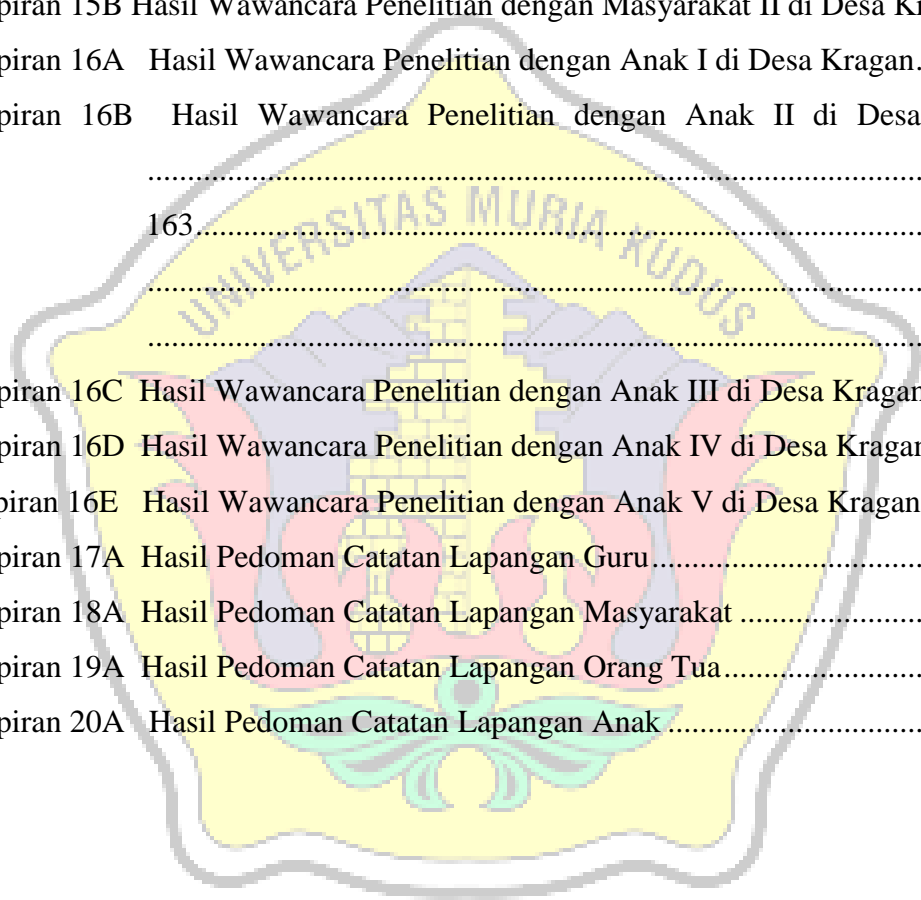 piran 15B Hasil Wawancara Penelitian dengan Masyarakat II di Desa Kr
piran 16A Hasil Wawancara Penelitian dengan Anak I di Desa Kragan.
piran 16B Hasil Wawancara Penelitian dengan Anak II di Desa
..........................................................................................
163....................................................................................
..........................................................................................
..........................................................................................
UNIVERSITAS MURIA KUDUS
piran 16C Hasil Wawancara Penelitian dengan Anak III di Desa Kragan
piran 16D Hasil Wawancara Penelitian dengan Anak IV di Desa Kragan
piran 16E Hasil Wawancara Penelitian dengan Anak V di Desa Kragan
piran 17A Hasil Pedoman Catatan Lapangan Guru..................................
piran 18A Hasil Pedoman Catatan Lapangan Masyarakat .......................
piran 19A Hasil Pedoman Catatan Lapangan Orang Tua.........................
piran 20A Hasil Pedoman Catatan Lapangan Anak ................................